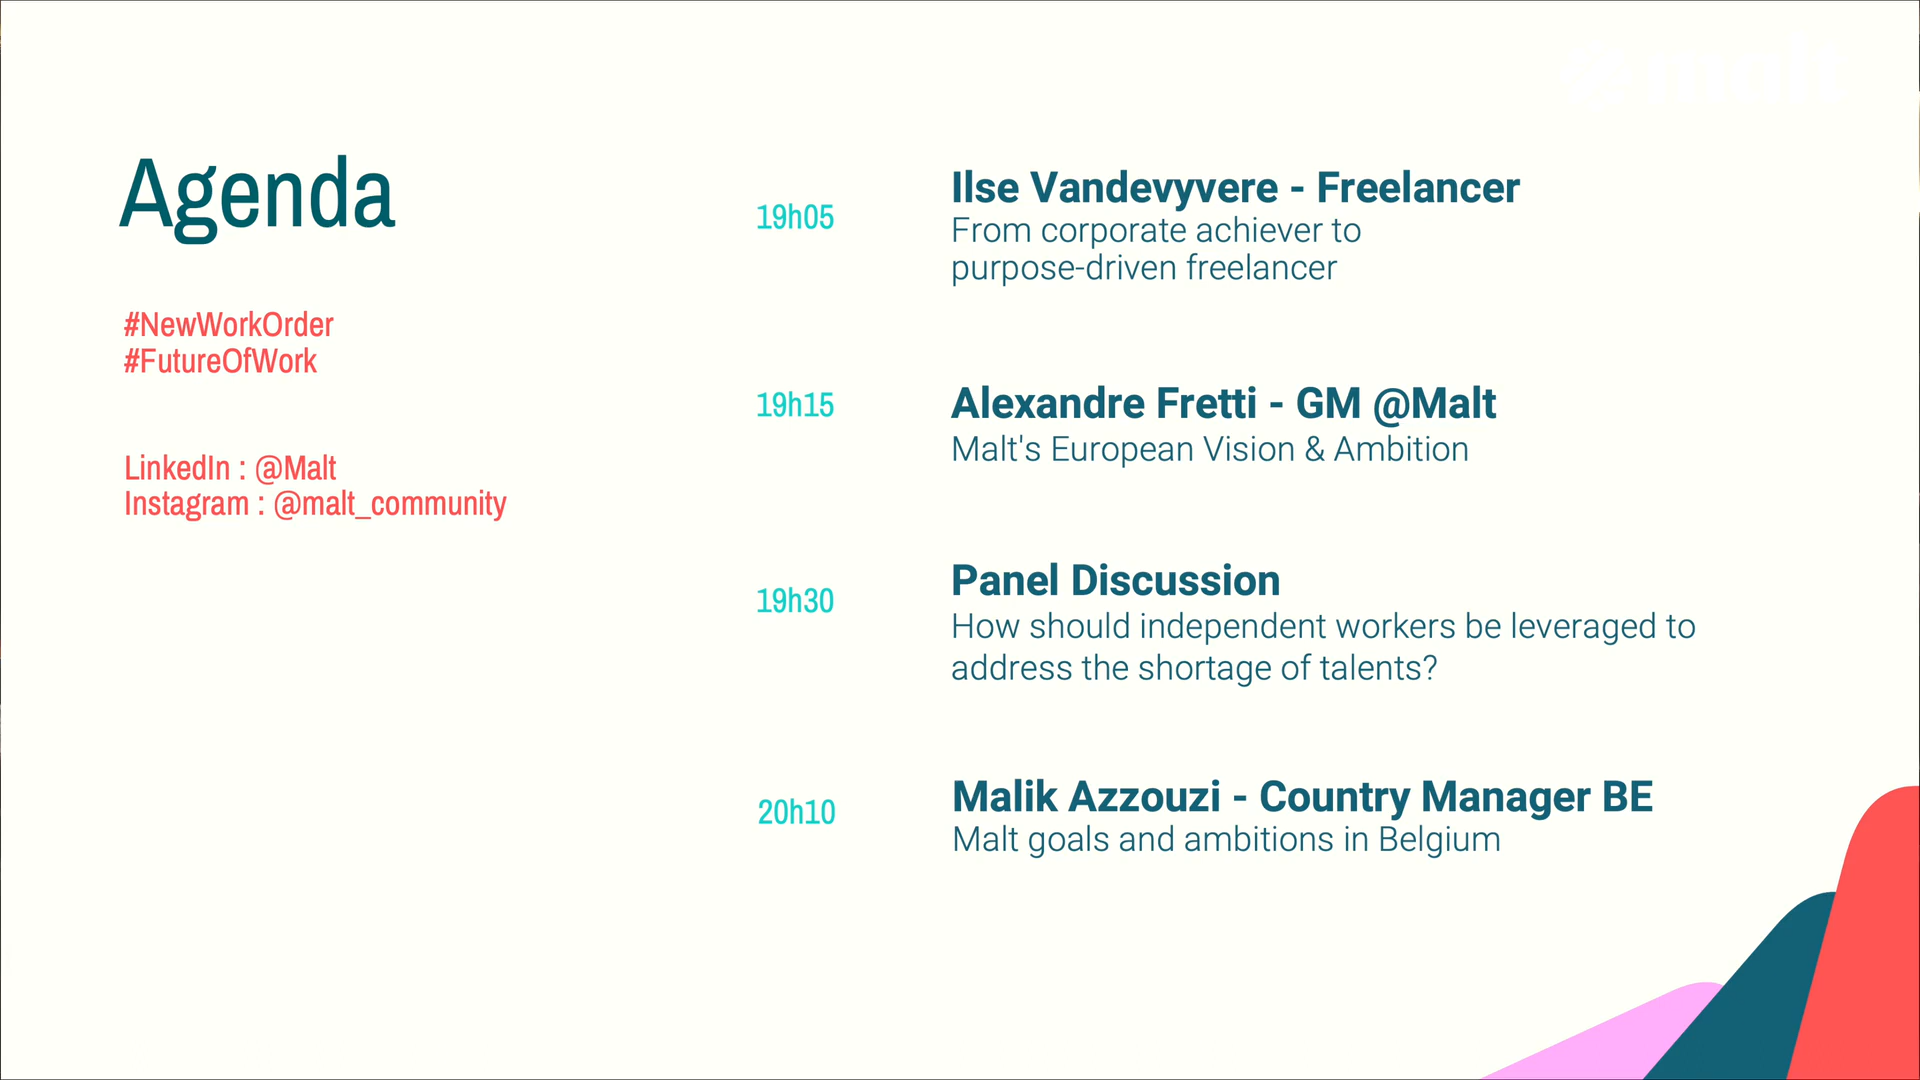 malt
Agenda
#NewWorkOrder
#FutureOfWork
LinkedIn : @Malt
Instagram : @malt_community
19h05
Ilse Vandevyvere - Freelancer
From corporate achiever to
purpose-driven freelancer
19h15
Alexandre Fretti - GM @Malt
Malt's European Vision & Ambition
19h30
Panel Discussion
How should independent workers be leveraged to
address the shortage of talents?
20h10
Malik Azzouzi - Country Manager BE
Malt goals and ambitions in Belgium